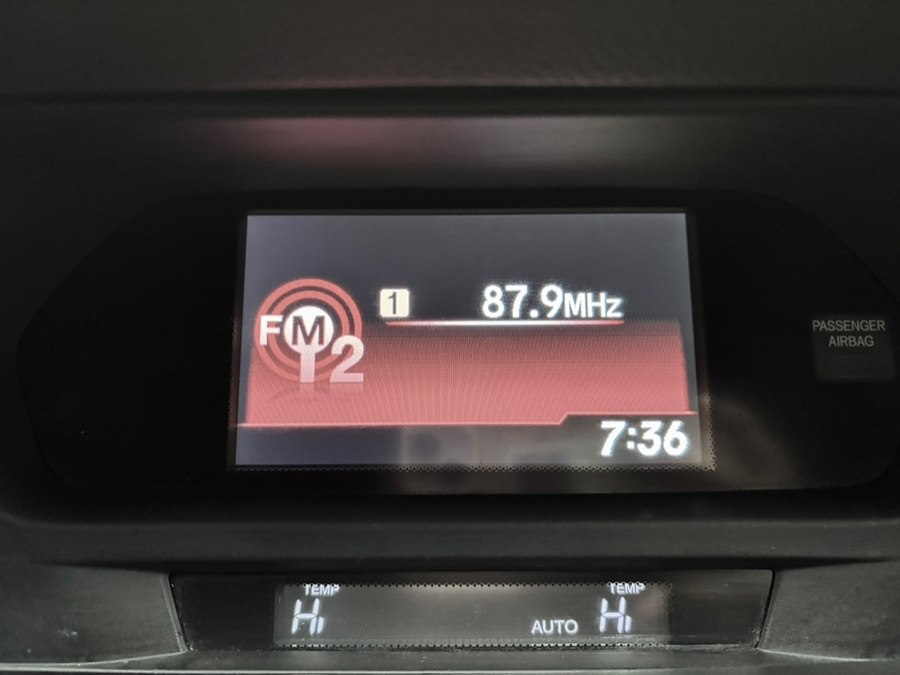 1 87.9MHz
FM2
PASSENGER
AIRBAG
7:36
TEMP TEMP
Hi AUTO Hi